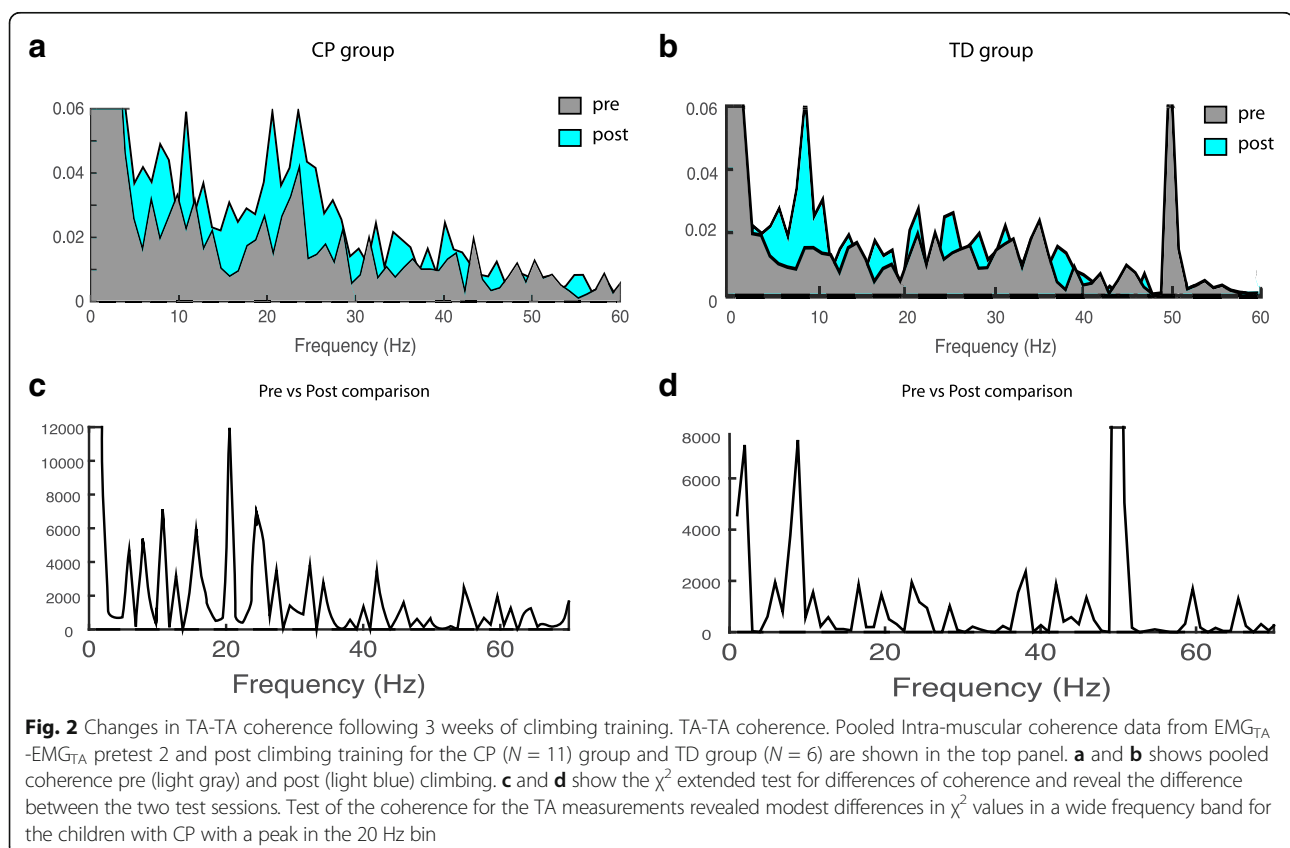 a
CP group
0.06
0.04
0.02
0
pre
post
0 10 20 30 40 50 60
Frequency (Hz)
b
TD group
0.06
0.04
0.02
0
pre
post
0 10 20 30 40 50 60
Frequency (Hz)
c
Pre vs Post comparison
12000
10000
8000
6000
4000
2000
0
0 20 40 60
Frequency (Hz)
d
Pre vs Post comparison
8000
6000
4000
2000
0
0 20 40 60
Frequency (Hz)
Fig. 2 Changes in TA-TA coherence following 3 weeks of climbing training. TA-TA coherence. Pooled Intra-muscular coherence data from EMG_TA
-EMG_TA pretest 2 and post climbing training for the CP (N = 11) group and TD group (N = 6) are shown in the top panel. a and b shows pooled
coherence pre (light gray) and post (light blue) climbing. c and d show the χ² extended test for differences of coherence and reveal the difference
between the two test sessions. Test of the coherence for the TA measurements revealed modest differences in χ² values in a wide frequency band for
the children with CP with a peak in the 20 Hz bin